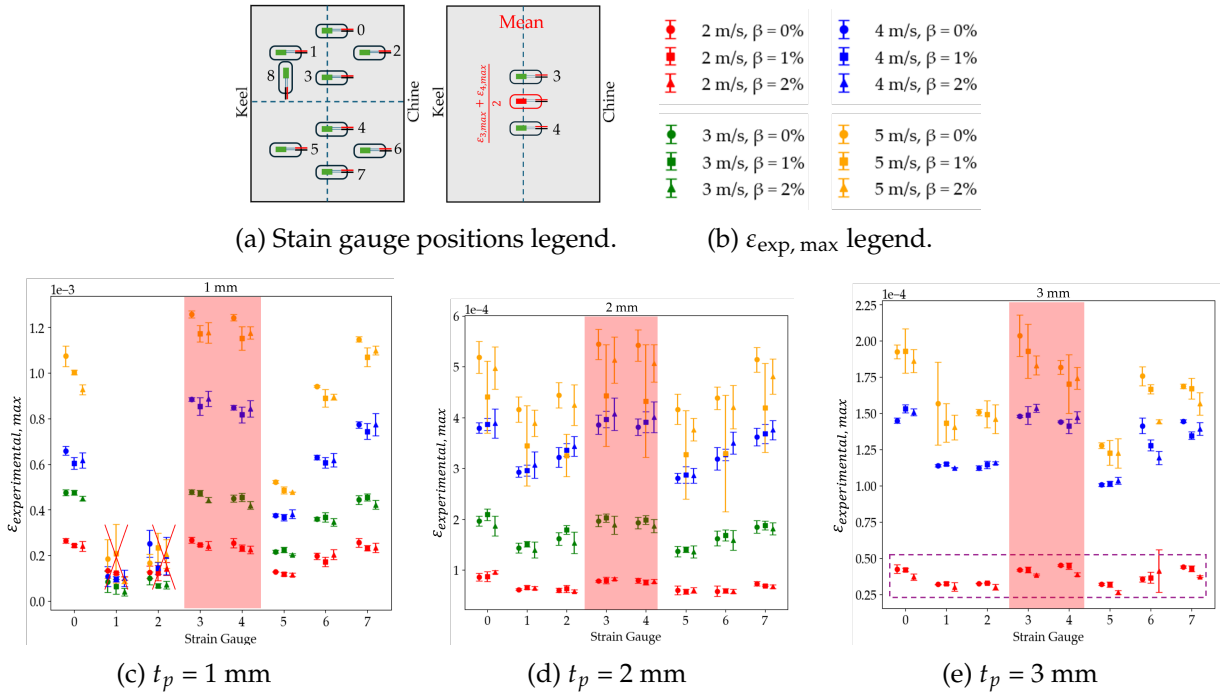 0
1
2
8
3
4
5
6
7
Keel
Chine
Mean
3
4
ε3,max + ε4,max
2
Keel
Chine
2 m/s, β = 0%
2 m/s, β = 1%
2 m/s, β = 2%
4 m/s, β = 0%
4 m/s, β = 1%
4 m/s, β = 2%
3 m/s, β = 0%
3 m/s, β = 1%
3 m/s, β = 2%
5 m/s, β = 0%
5 m/s, β = 1%
5 m/s, β = 2%
(a) Stain gauge positions legend.
(b) εexp, max legend.
1e−3
1 mm
εexperimental, max
1.2
1.0
0.8
0.6
0.4
0.2
0.0
0 1 2 3 4 5 6 7
Strain Gauge
(c) tp = 1 mm
1e−4
2 mm
εexperimental, max
6
5
4
3
2
1
0 1 2 3 4 5 6 7
Strain Gauge
(d) tp = 2 mm
1e−4
3 mm
εexperimental, max
2.25
2.00
1.75
1.50
1.25
1.00
0.75
0.50
0.25
0 1 2 3 4 5 6 7
Strain Gauge
(e) tp = 3 mm